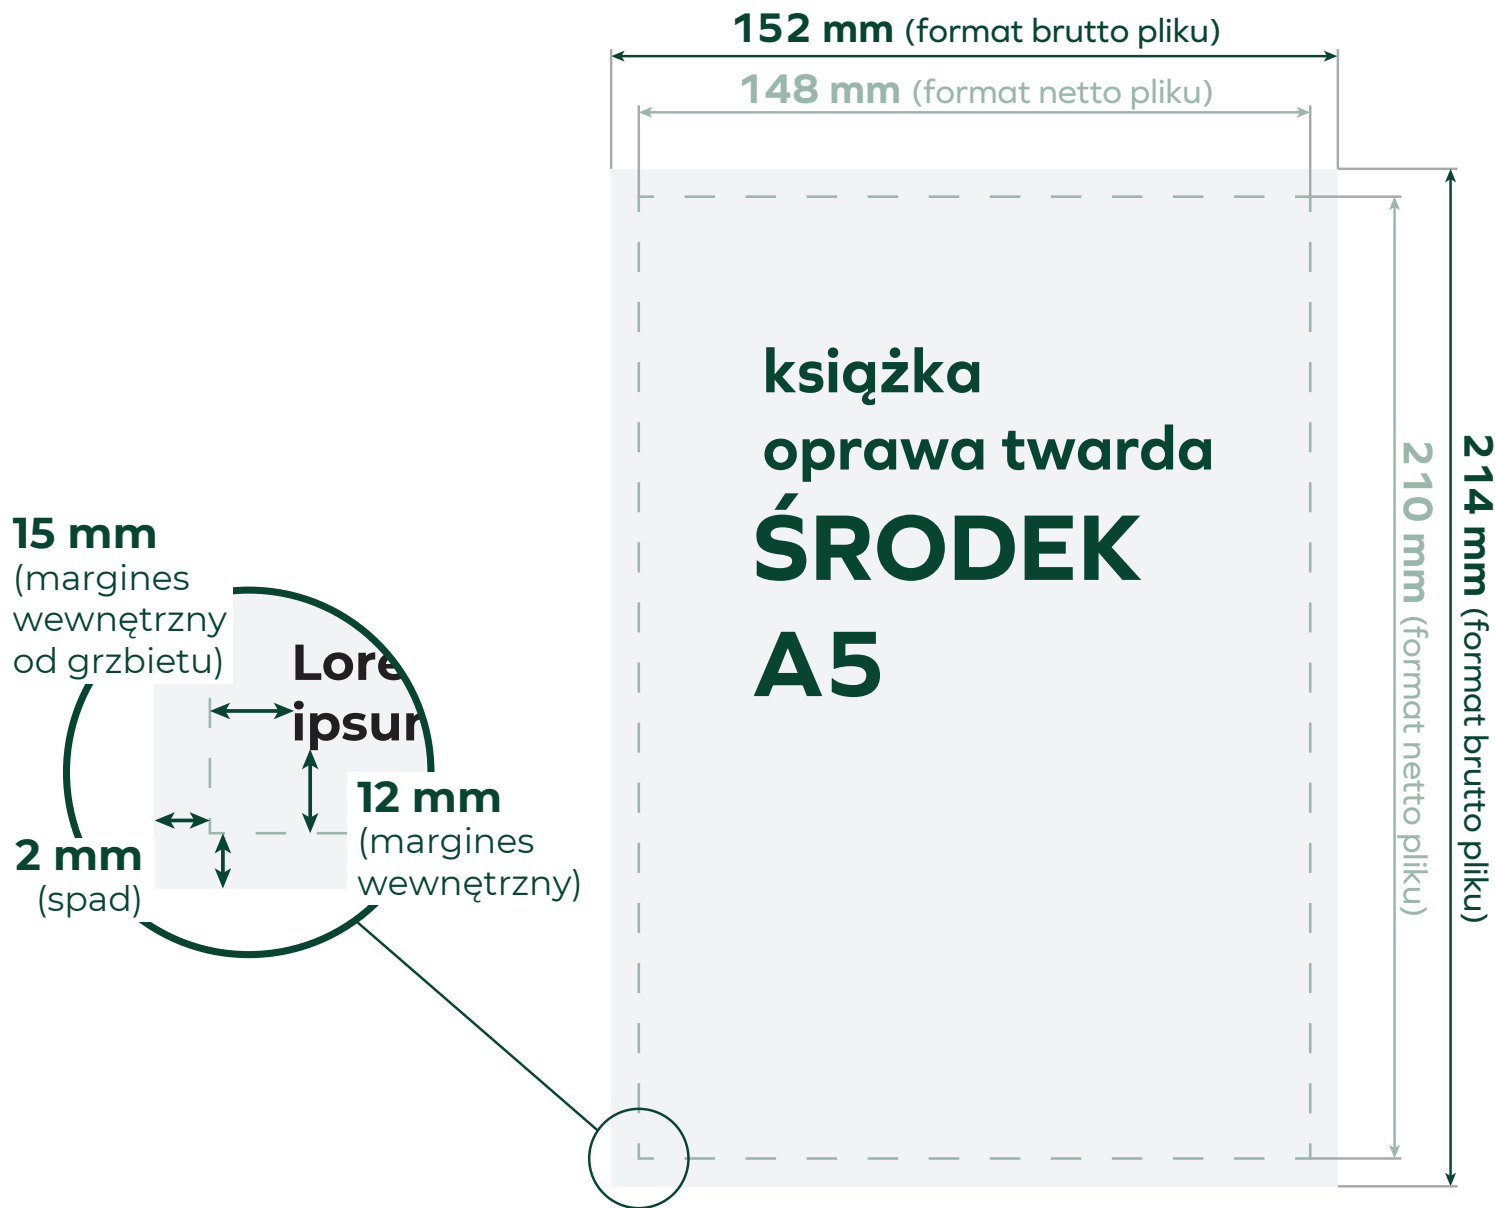 152 mm (format brutto pliku)
148 mm (format netto pliku)
książka
oprawa twarda
ŚRODEK
A5
210 mm (format netto pliku)
214 mm (format brutto pliku)
15 mm
(margines
wewnętrzny
od grzbietu)
Lore
ipsur
12 mm
(margines
wewnętrzny)
2 mm
(spad)